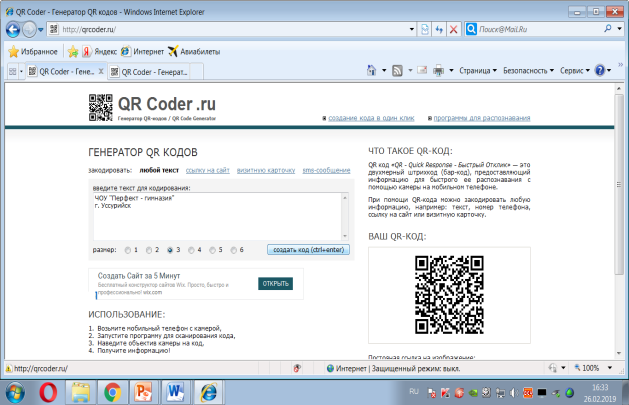 QR Coder - Генератор QR кодов - Windows Internet Explorer
http://qrcoder.ru/
Поиск@Mail.Ru
Избранное Яндекс Интернет Авиабилеты
QR Coder - Гене... X QR Coder - Генерат...
Страница Безопасность Сервис
QR Coder .ru
Генератор QR-кодов / QR Code Generator
создание кода в один клик программы для распознавания
ГЕНЕРАТОР QR КОДОВ
закодировать: любой текст ссылку на сайт визитную карточку sms-сообщение
введите текст для кодирования:
ЧОУ "Перфект - гимназия"
г. Уссурийск
размер: 1 2 3 4 5 6 создать код (ctrl+enter)
Создать Сайт за 5 Минут
Бесплатный конструктор сайтов Wix. Просто, быстро и
профессионально! wix.com
ОТКРЫТЬ
ИСПОЛЬЗОВАНИЕ:
1. Возьмите мобильный телефон с камерой,
2. Запустите программу для сканирования кода,
3. Наведите объектив камеры на код,
4. Получите информацию!
ЧТО ТАКОЕ QR-КОД:
QR код «QR - Quick Response - Быстрый Отклик» — это
двухмерный штрихкод (бар-код), предоставляющий
информацию для быстрого ее распознавания с
помощью камеры на мобильном телефоне.
При помощи QR-кода можно закодировать любую
информацию, например: текст, номер телефона,
ссылку на сайт или визитную карточку.
ВАШ QR-КОД:
Постоянная ссылка на изображение:
http://qrcoder.ru/ Интернет | Защищенный режим: выкл. 100%
RU 16:33
26.02.2019